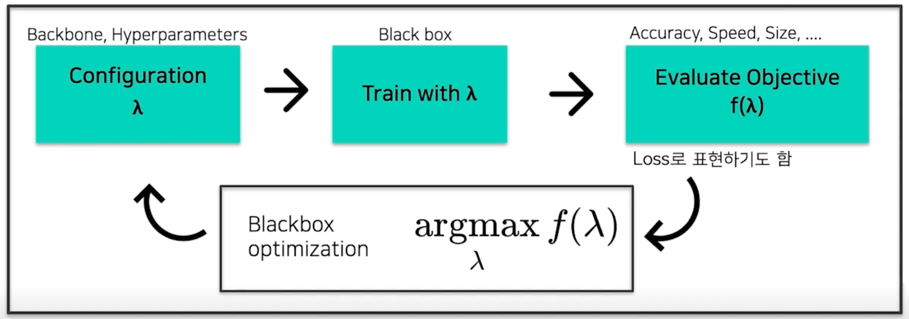 Backbone, Hyperparameters
Configuration
λ
Black box
Train with λ
Accuracy, Speed, Size, ....
Evaluate Objective
f(λ)
Loss로 표현하기도 함
Blackbox
optimization
argmax f(λ)
λ